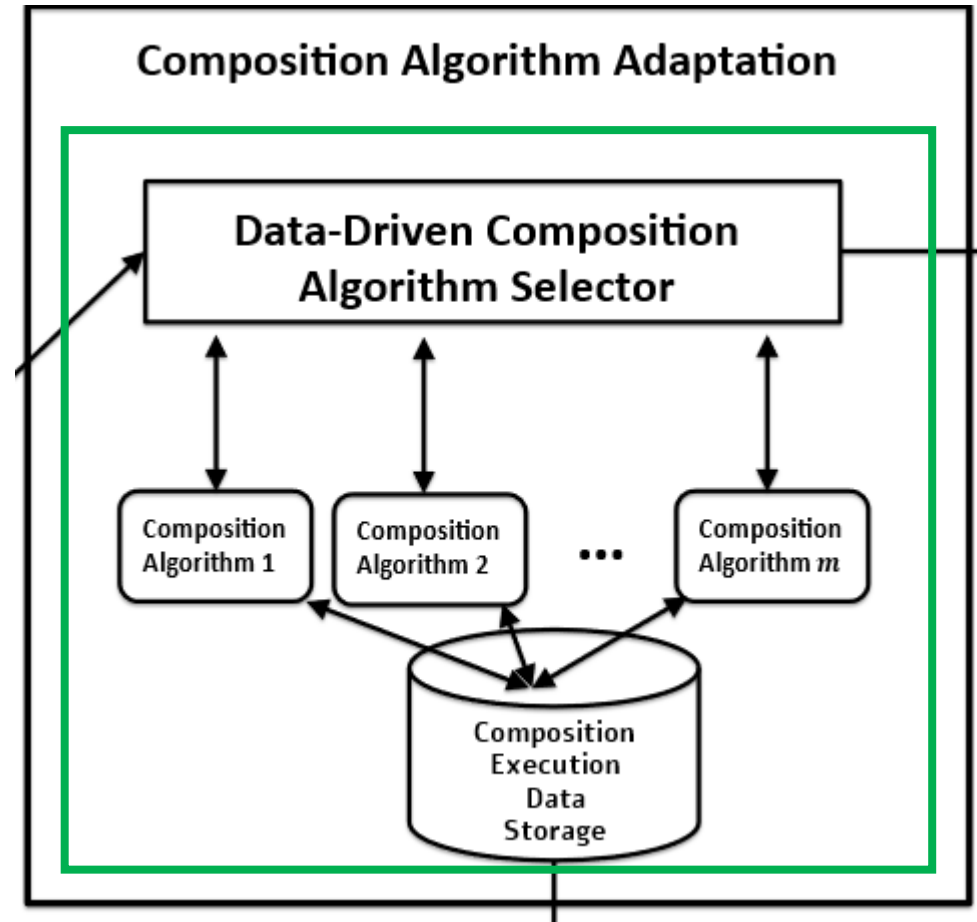 Composition Algorithm Adaptation
Data-Driven Composition
Algorithm Selector
Composition
Algorithm 1
Composition
Algorithm 2
...
Composition
Algorithm m
Composition
Execution
Data
Storage